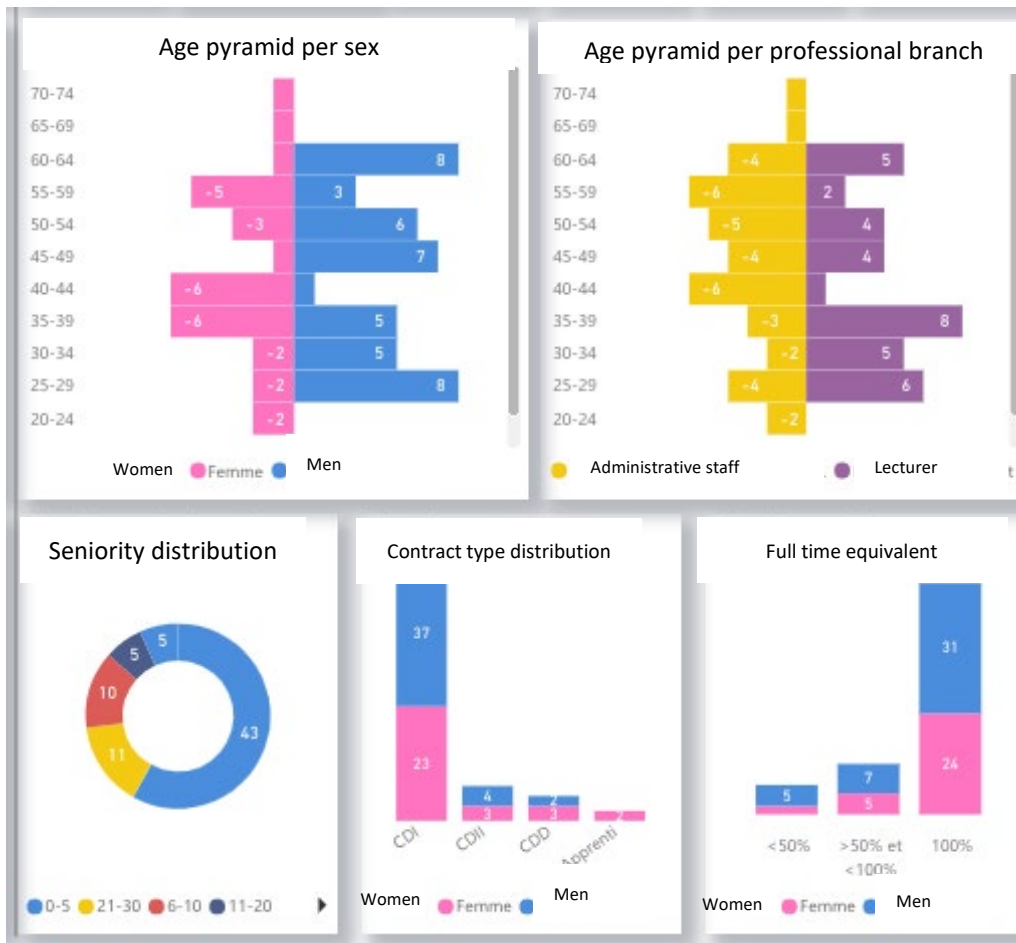 Age pyramid per sex
70-74
65-69
60-64 8
55-59 -5 3
50-54 -3 6
45-49 7
40-44 -6
35-39 -6 5
30-34 -2 5
25-29 -2 8
20-24 -2
Women Femme Men
Age pyramid per professional branch
70-74
65-69
60-64 -4 5
55-59 -6 2
50-54 -5 4
45-49 -4 4
40-44 -6
35-39 -3 8
30-34 -2 5
25-29 -4 6
20-24 -2
Administrative staff Lecturer
Seniority distribution
5
5
10
43
11
0-5 21-30 6-10 11-20
Contract type distribution
37
23
4
3
2
3
2
CDI CDII CDD Apprenti
Women Femme Men
Full time equivalent
31
5
7
5
24
<50% >50% et 100%
<100%
Women Femme Men